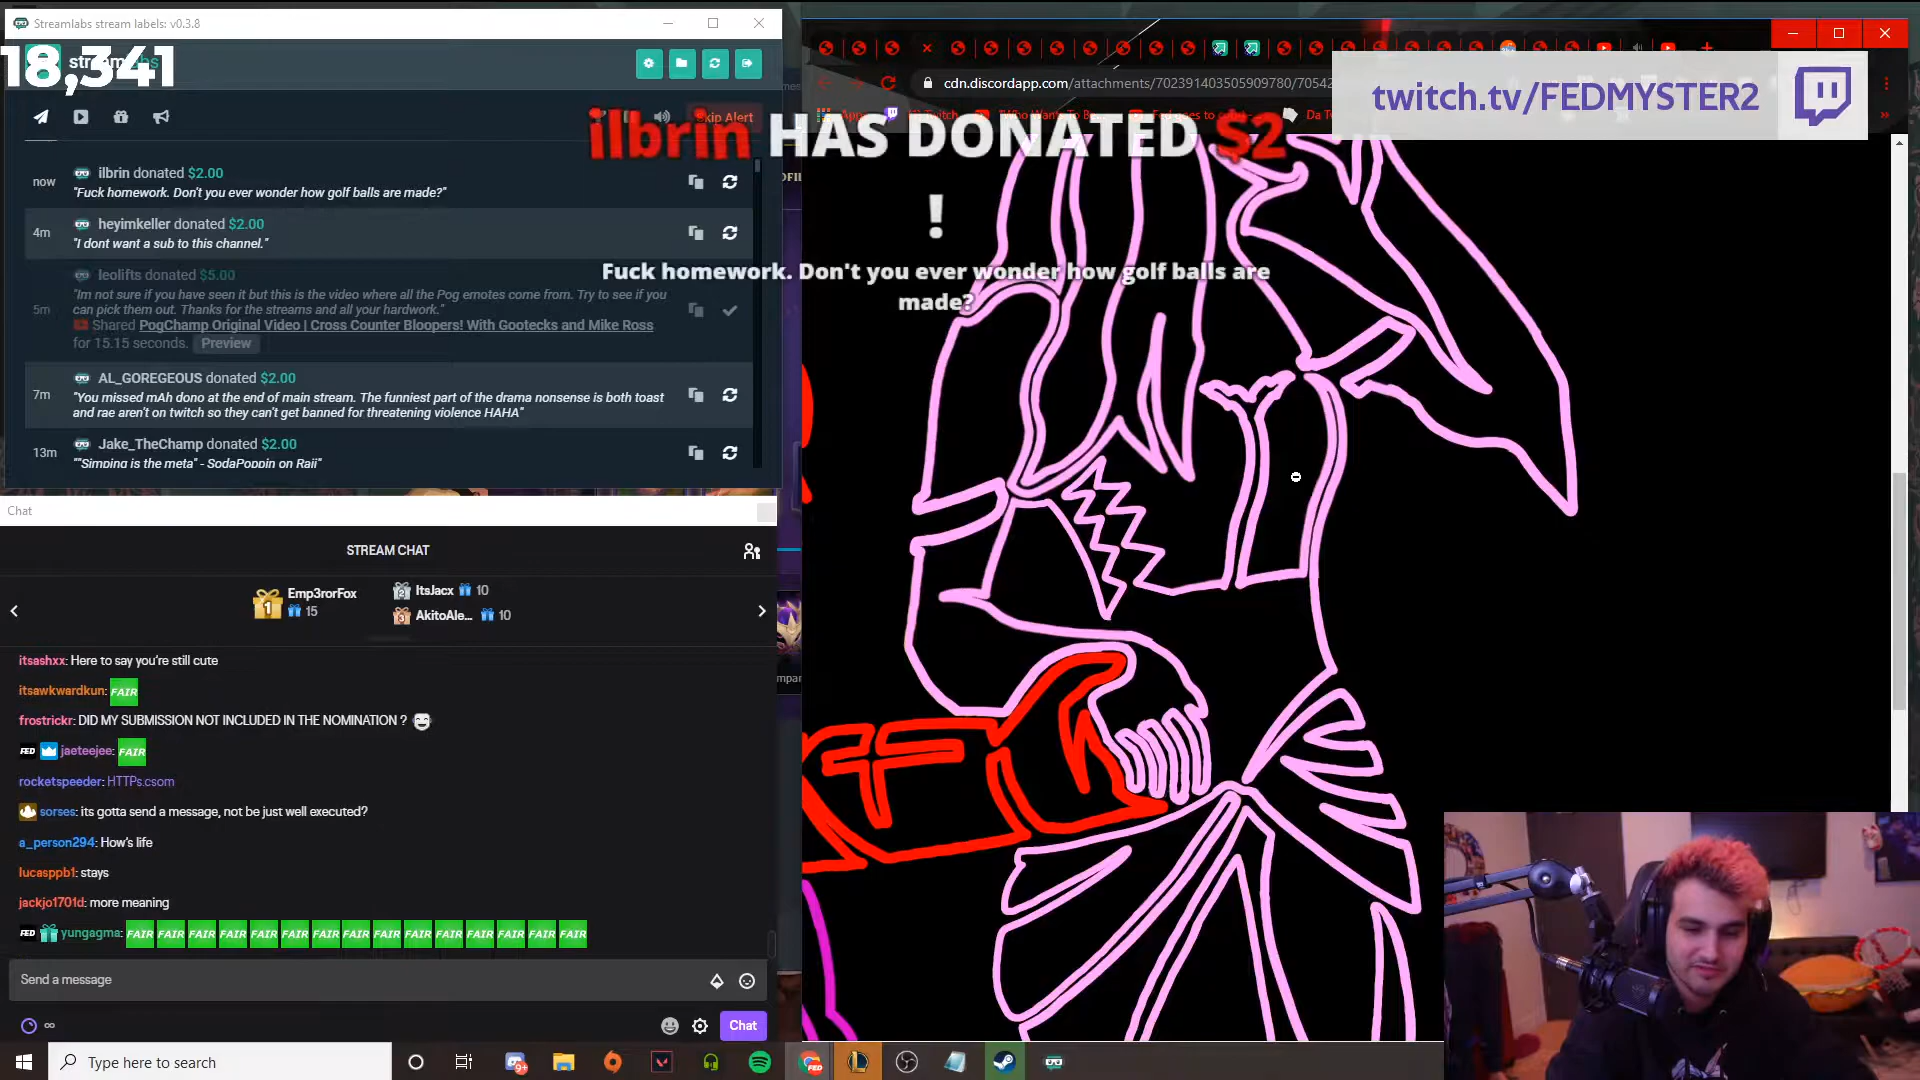 Streamlabs stream labels: v0.3.8
18,341
Skip Alert
now
ilbrin donated $2.00
"Fuck homework. Don't you ever wonder how golf balls are made?"
4m
heyimkeller donated $2.00
"I dont want a sub to this channel."
5m
leolifts donated $5.00
"Im not sure if you have seen it but this is the video where all the Pog emotes come from. Try to see if you
can pick them out. Thanks for the streams and all your hardwork."
Shared PogChamp Original Video | Cross Counter Bloopers! With Gootecks and Mike Ross
for 15.15 seconds. Preview
7m
AL_GOREGEOUS donated $2.00
"You missed mAh dono at the end of main stream. The funniest part of the drama nonsense is both toast
and rae aren't on twitch so they can't get banned for threatening violence HAHA"
13m
Jake_TheChamp donated $2.00
""Simping is the meta" - SodaPoppin on Raji"
cdn.discordapp.com/attachments/702391403505909780/70542
twitch.tv/FEDMYSTER2
ilbrin HAS DONATED $2
!
Fuck homework. Don't you ever wonder how golf balls are
made?
Chat
STREAM CHAT
1 Emp3rorFox
15
2 ItsJacx 10
3 AkitoAle... 10
itsashxx: Here to say you're still cute
itsawkwardkun: FAIR
frostrickr: DID MY SUBMISSION NOT INCLUDED IN THE NOMINATION ?
FED jaeteejee: FAIR
rocketspeeder: HTTPs.csom
sorses: its gotta send a message, not be just well executed?
a_person294: How's life
lucasppb1: stays
jackjo1701d: more meaning
FED yungagma: FAIR FAIR FAIR FAIR FAIR FAIR FAIR FAIR FAIR FAIR FAIR FAIR FAIR FAIR FAIR
Send a message
∞
Chat
Type here to search
9+
FED